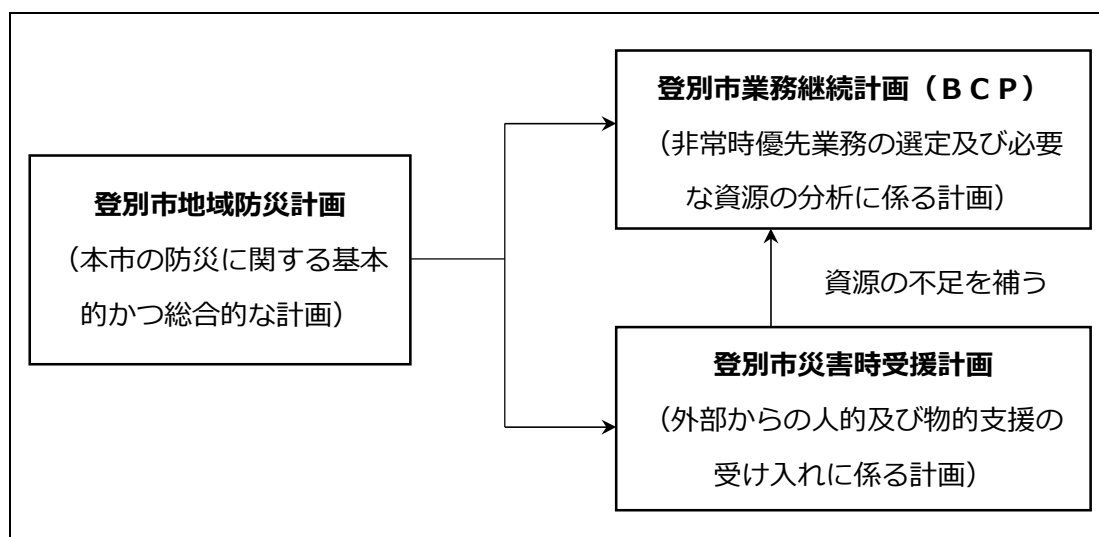 登別市地域防災計画
（本市の防災に関する基本
的かつ総合的な計画）
登別市業務継続計画（ＢＣＰ）
（非常時優先業務の選定及び必要
な資源の分析に係る計画）
資源の不足を補う
登別市災害時受援計画
（外部からの人的及び物的支援の
受け入れに係る計画）